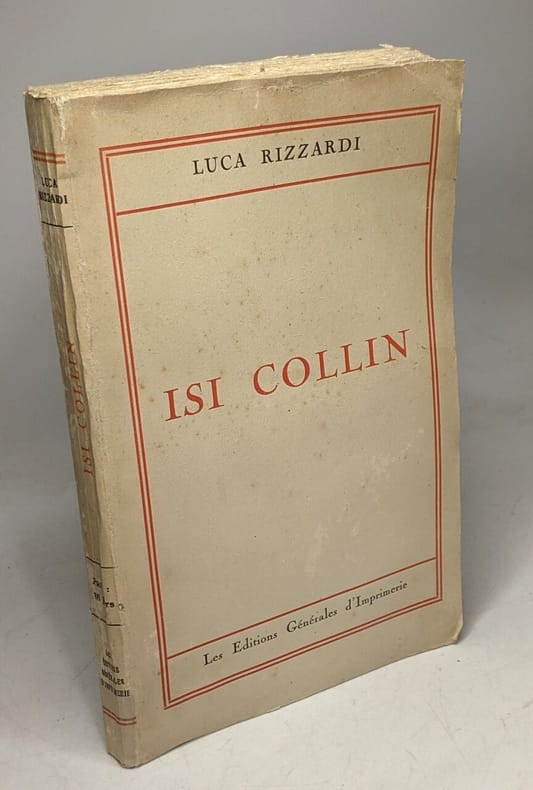 LUCA RIZZARDI
ISI COLLIN
Les Editions Générales d'Imprimerie
LUCA
RIZZARDI
ISI COLLIN